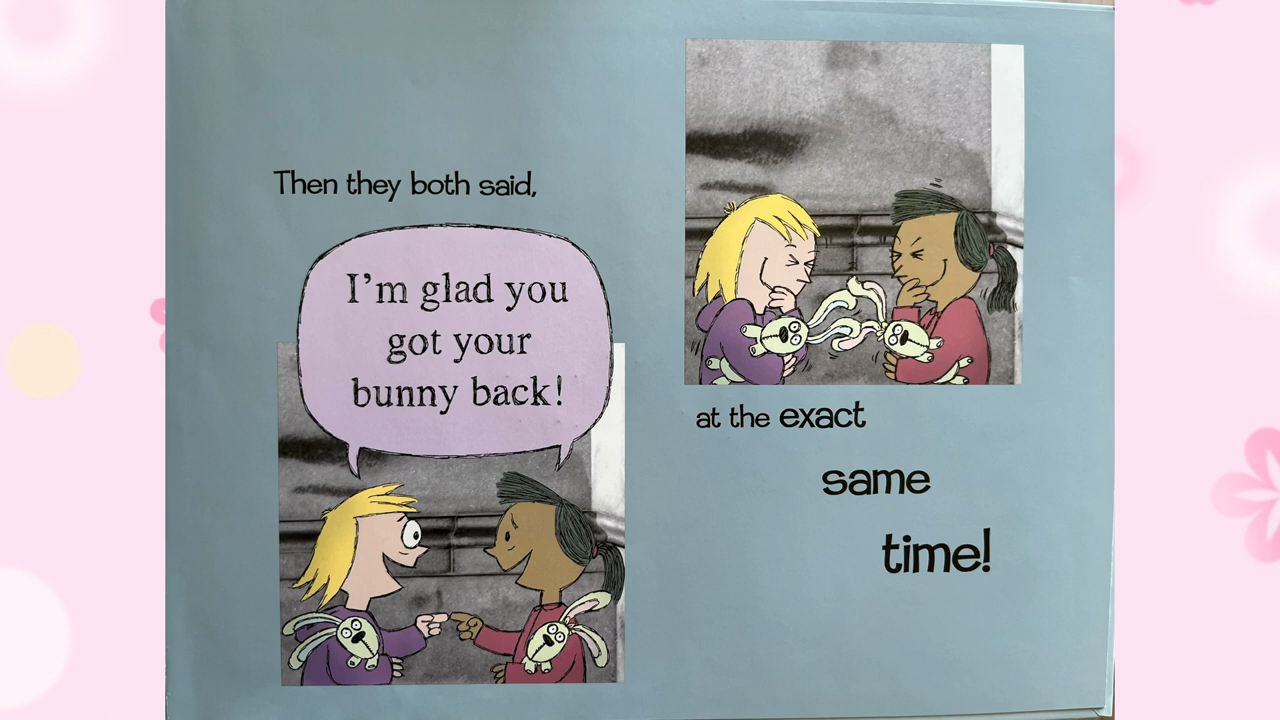 Then they both said,
I'm glad you
got your
bunny back!
at the exact
same
time!